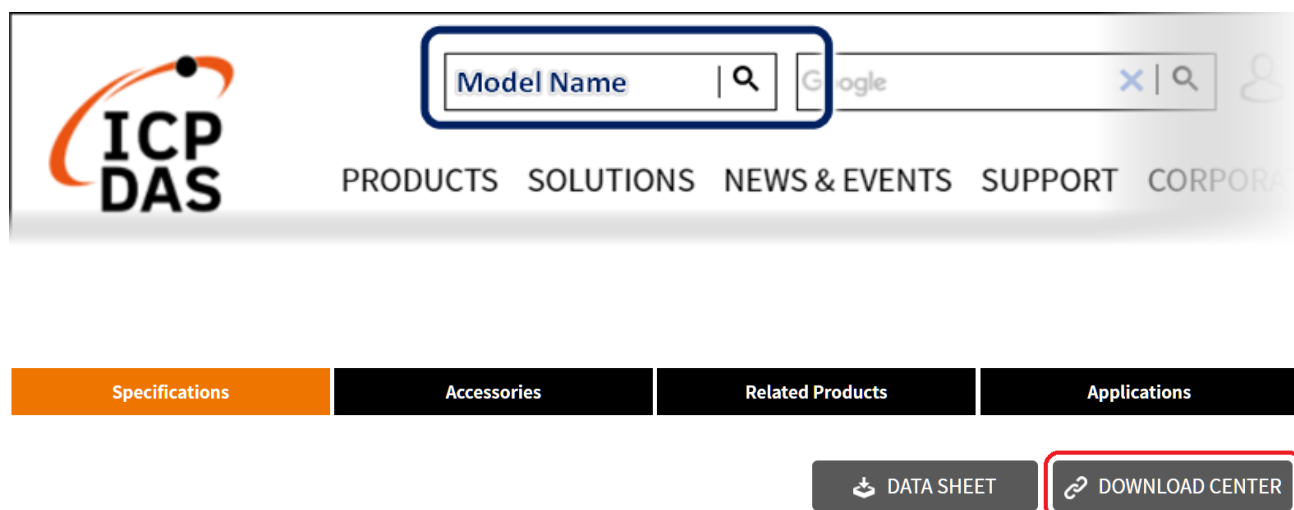 Model Name
Google
ICP
DAS
PRODUCTS SOLUTIONS NEWS & EVENTS SUPPORT CORPORA
Specifications Accessories Related Products Applications
DATA SHEET DOWNLOAD CENTER